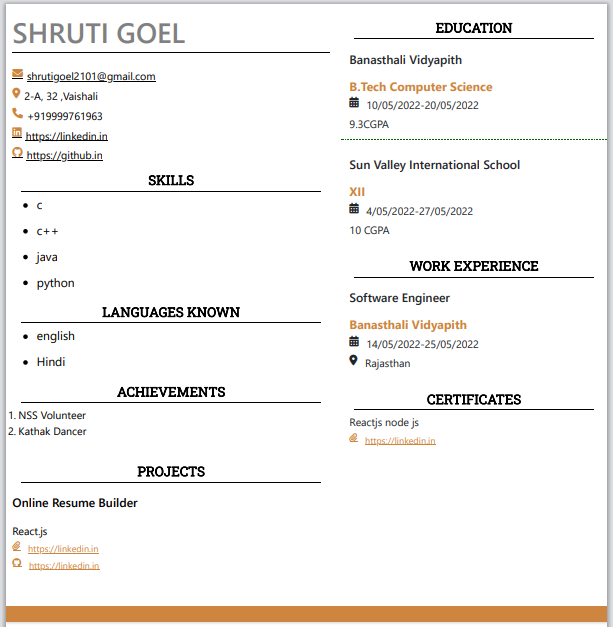 SHRUTI GOEL
shrutigoel2101@gmail.com
2-A, 32 ,Vaishali
+919999761963
https://linkedin.in
https://github.in
SKILLS
c
c++
java
python
LANGUAGES KNOWN
english
Hindi
ACHIEVEMENTS
1. NSS Volunteer
2. Kathak Dancer
PROJECTS
Online Resume Builder
React.js
https://linkedin.in
https://linkedin.in
EDUCATION
Banasthali Vidyapith
B.Tech Computer Science
10/05/2022-20/05/2022
9.3CGPA
Sun Valley International School
XII
4/05/2022-27/05/2022
10 CGPA
WORK EXPERIENCE
Software Engineer
Banasthali Vidyapith
14/05/2022-25/05/2022
Rajasthan
CERTIFICATES
Reactjs node js
https://linkedin.in